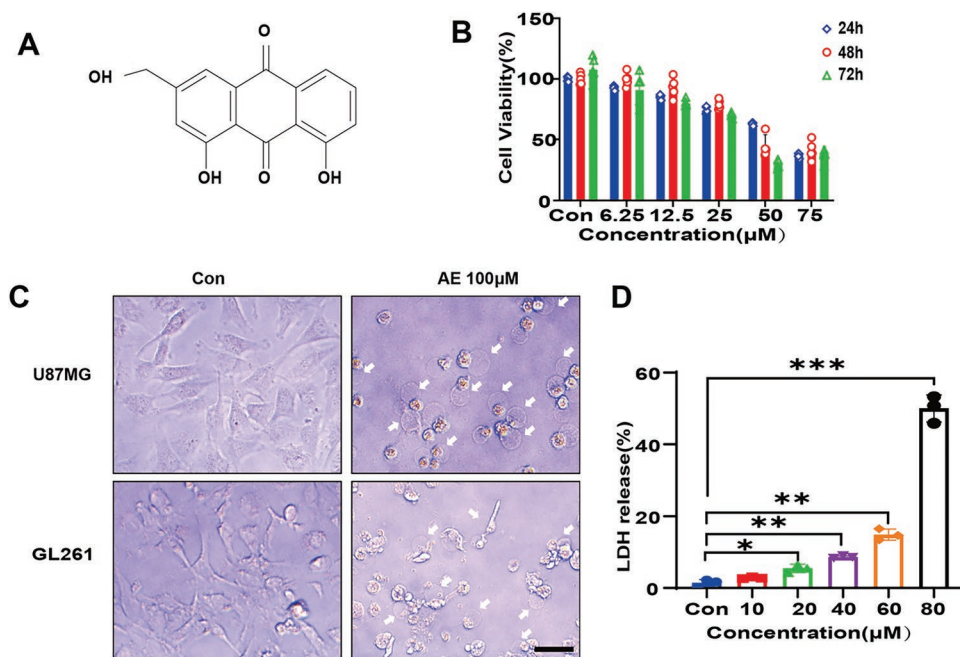 A
O
OH
OH
O
OH
B
Cell Viability(%)
150
100
50
0
24h
48h
72h
Con 6.25 12.5 25 50 75
Concentration(μM)
C
Con
AE 100μM
U87MG
GL261
D
LDH release(%)
60
40
20
0
***
**
**
*
Con 10 20 40 60 80
Concentration(μM)